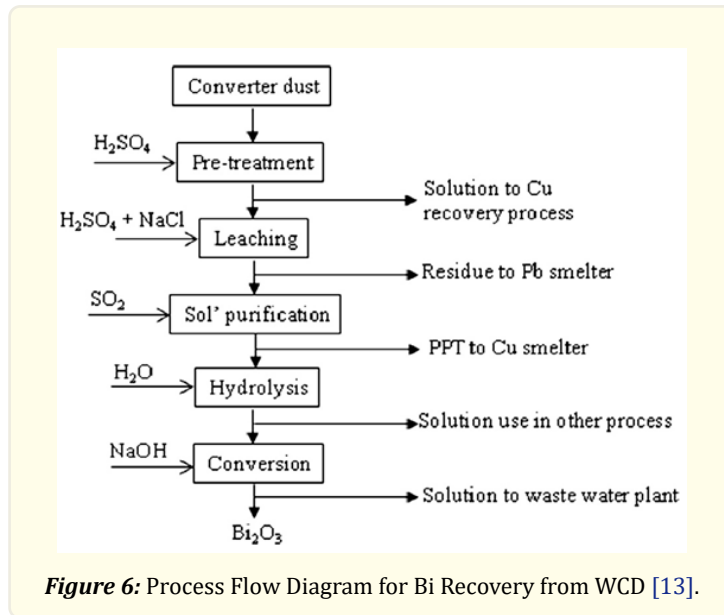 Converter dust
H₂SO₄
Pre-treatment
Solution to Cu
recovery process
H₂SO₄ + NaCl
Leaching
Residue to Pb smelter
SO₂
Sol’ purification
PPT to Cu smelter
H₂O
Hydrolysis
Solution use in other process
NaOH
Conversion
Solution to waste water plant
Bi₂O₃
Figure 6: Process Flow Diagram for Bi Recovery from WCD [13].